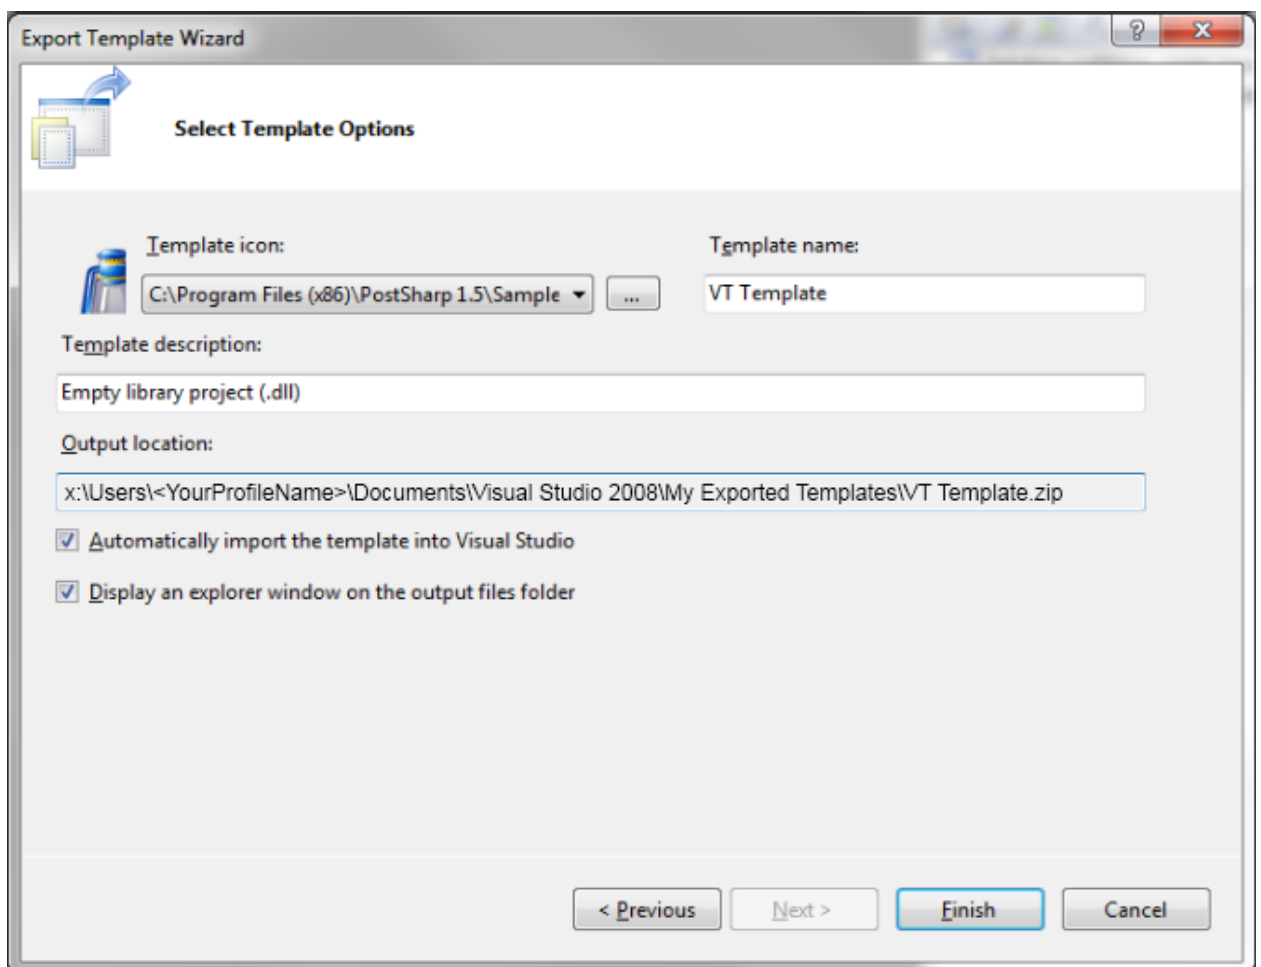 Export Template Wizard
Select Template Options
Template icon:
Template name:
C:\Program Files (x86)\PostSharp 1.5\Sample
...
VT Template
Template description:
Empty library project (.dll)
Output location:
x:\Users\<YourProfileName>\Documents\Visual Studio 2008\My Exported Templates\VT Template.zip
Automatically import the template into Visual Studio
Display an explorer window on the output files folder
< Previous
Next >
Finish
Cancel